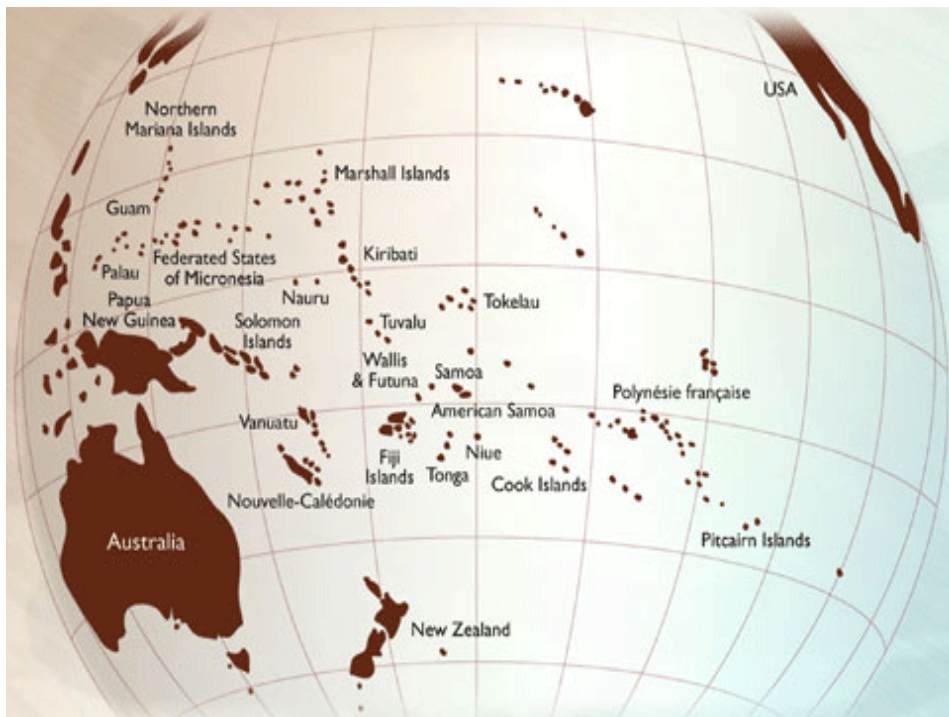 USA
Northern
Mariana Islands
Marshall Islands
Guam
Kiribati
Federated States
of Micronesia
Palau
Nauru
Tokelau
Papua
New Guinea
Solomon
Islands
Tuvalu
Wallis
& Futuna
Samoa
Polynésie française
American Samoa
Vanuatu
Fiji
Islands
Niue
Tonga
Cook Islands
Nouvelle-Calédonie
Australia
Pitcairn Islands
New Zealand